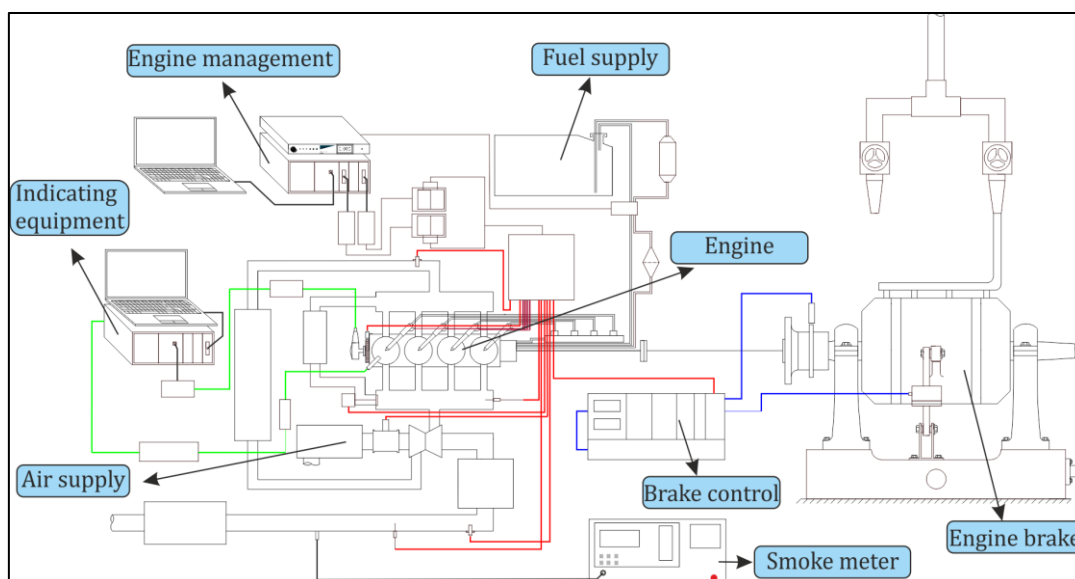 Engine management
Fuel supply
Indicating
equipment
Engine
Air supply
Brake control
Engine brake
Smoke meter